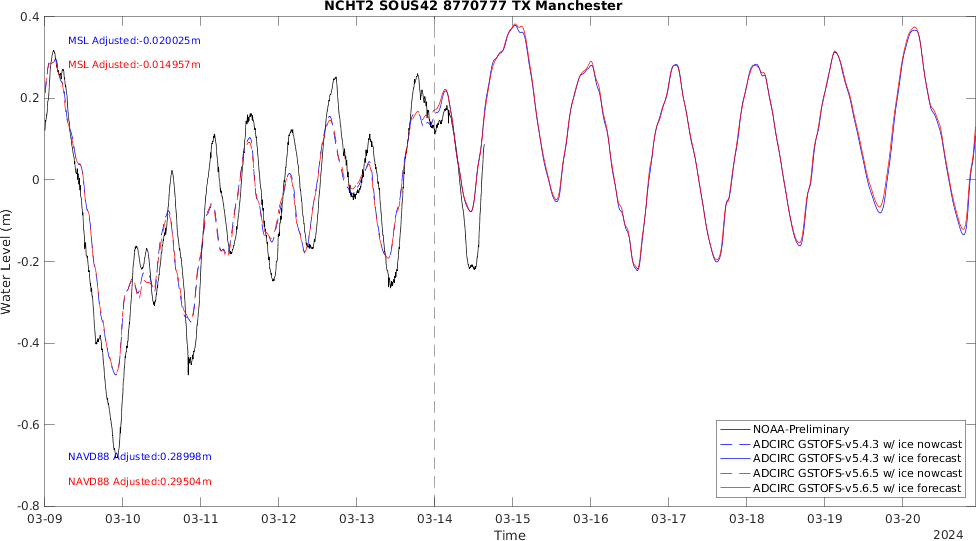 NCHT2 SOUS42 8770777 TX Manchester
MSL Adjusted:-0.020025m
MSL Adjusted:-0.014957m
NAVD88 Adjusted:0.28998m
NAVD88 Adjusted:0.29504m
Water Level (m)
0.4
0.2
0
-0.2
-0.4
-0.6
-0.8
NOAA-Preliminary
ADCIRC GSTOFS-v5.4.3 w/ ice nowcast
ADCIRC GSTOFS-v5.4.3 w/ ice forecast
ADCIRC GSTOFS-v5.6.5 w/ ice nowcast
ADCIRC GSTOFS-v5.6.5 w/ ice forecast
03-09 03-10 03-11 03-12 03-13 03-14 03-15 03-16 03-17 03-18 03-19 03-20
Time
2024